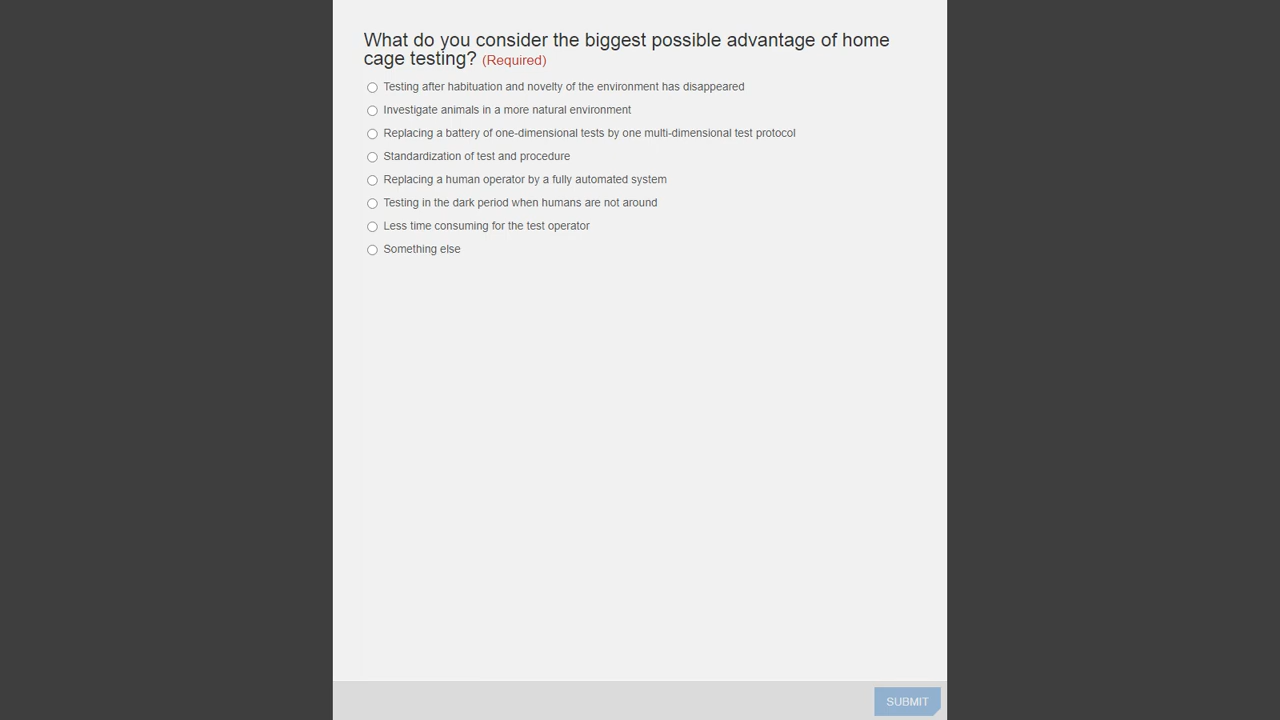 What do you consider the biggest possible advantage of home
cage testing? (Required)
Testing after habituation and novelty of the environment has disappeared
Investigate animals in a more natural environment
Replacing a battery of one-dimensional tests by one multi-dimensional test protocol
Standardization of test and procedure
Replacing a human operator by a fully automated system
Testing in the dark period when humans are not around
Less time consuming for the test operator
Something else
SUBMIT